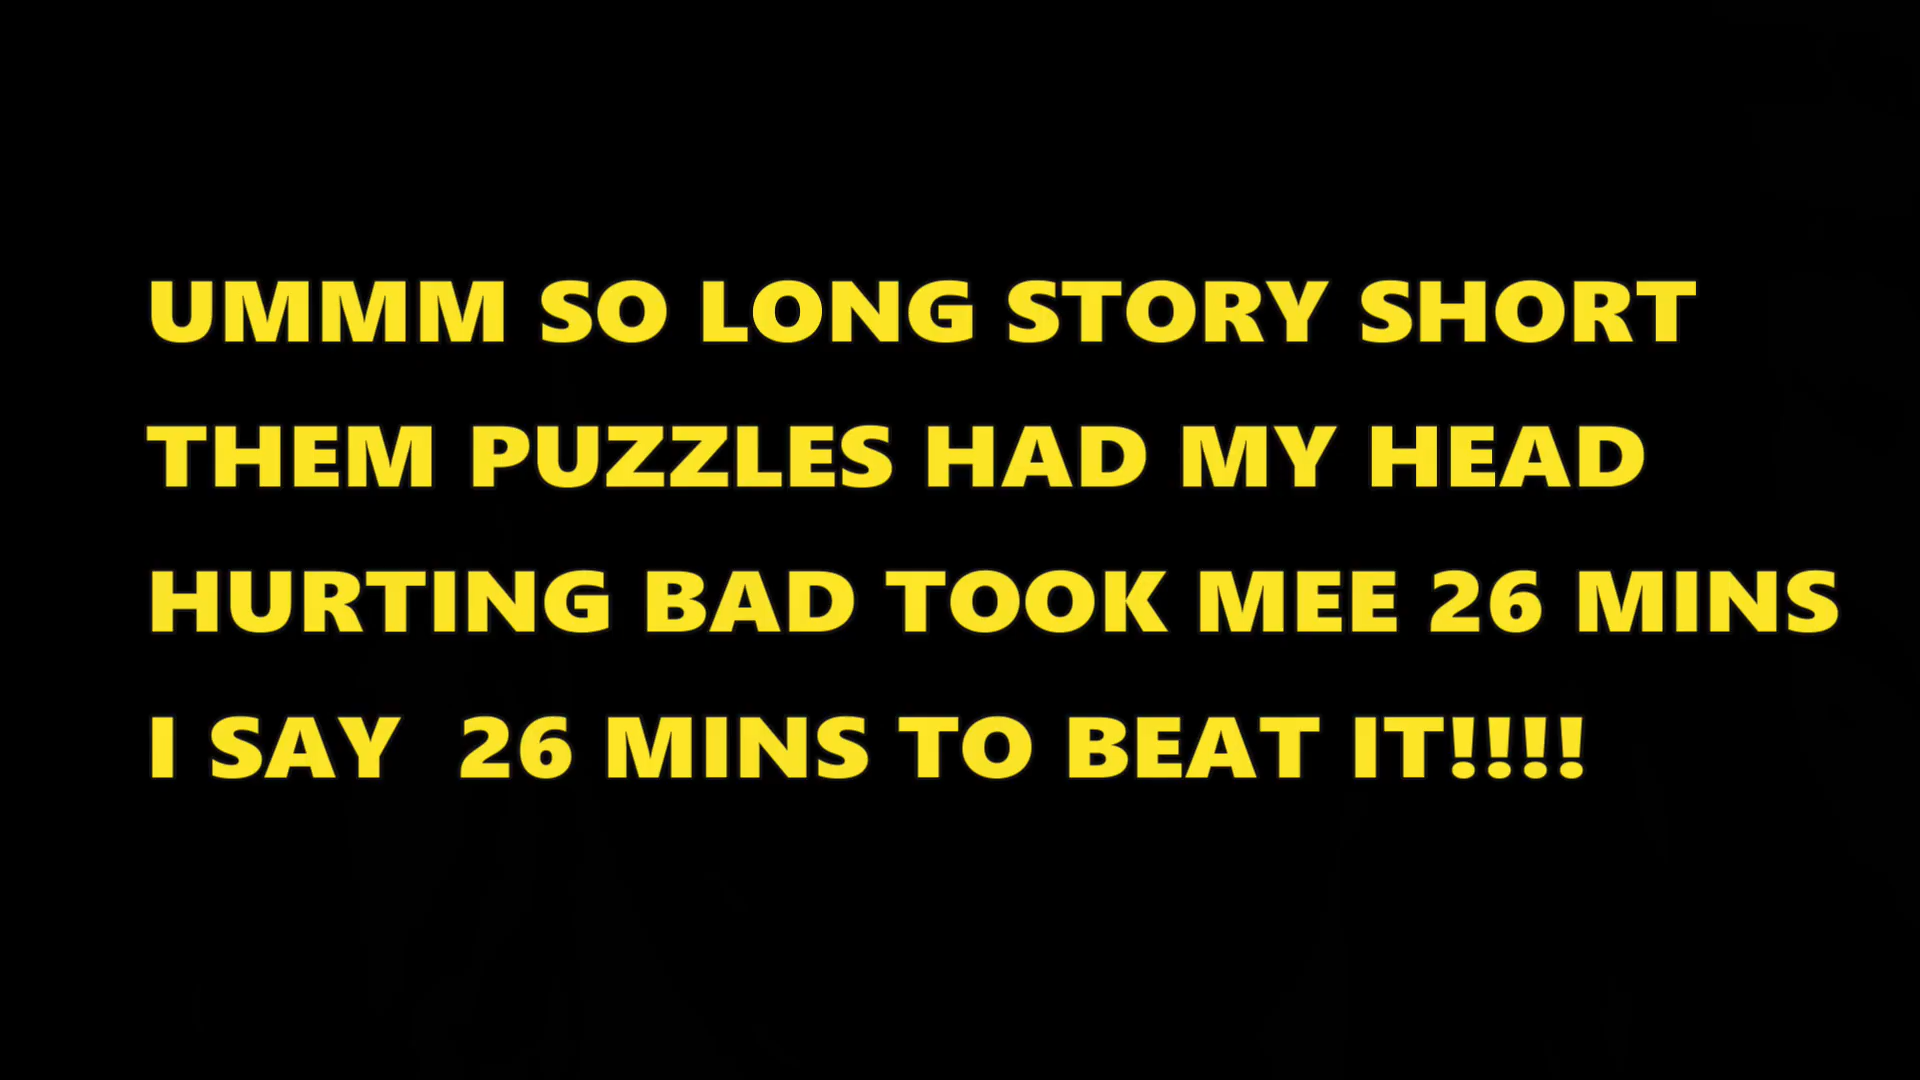 UMMM SO LONG STORY SHORT
THEM PUZZLES HAD MY HEAD
HURTING BAD TOOK MEE 26 MINS
I SAY  26 MINS TO BEAT IT!!!!